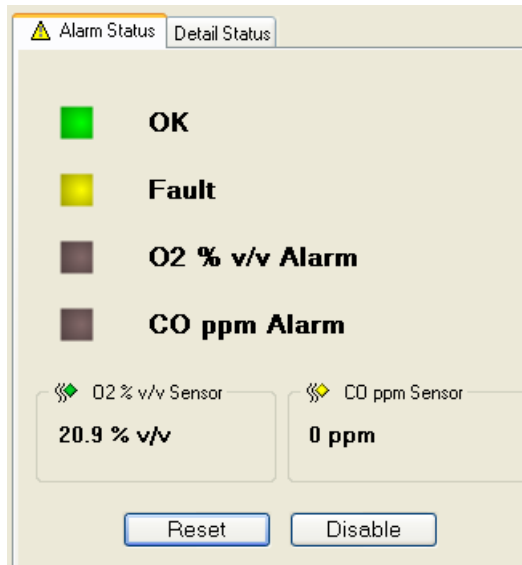 Alarm Status Detail Status
OK
Fault
O2 % v/v Alarm
CO ppm Alarm
O2 % v/v Sensor CO ppm Sensor
20.9 % v/v 0 ppm
Reset Disable